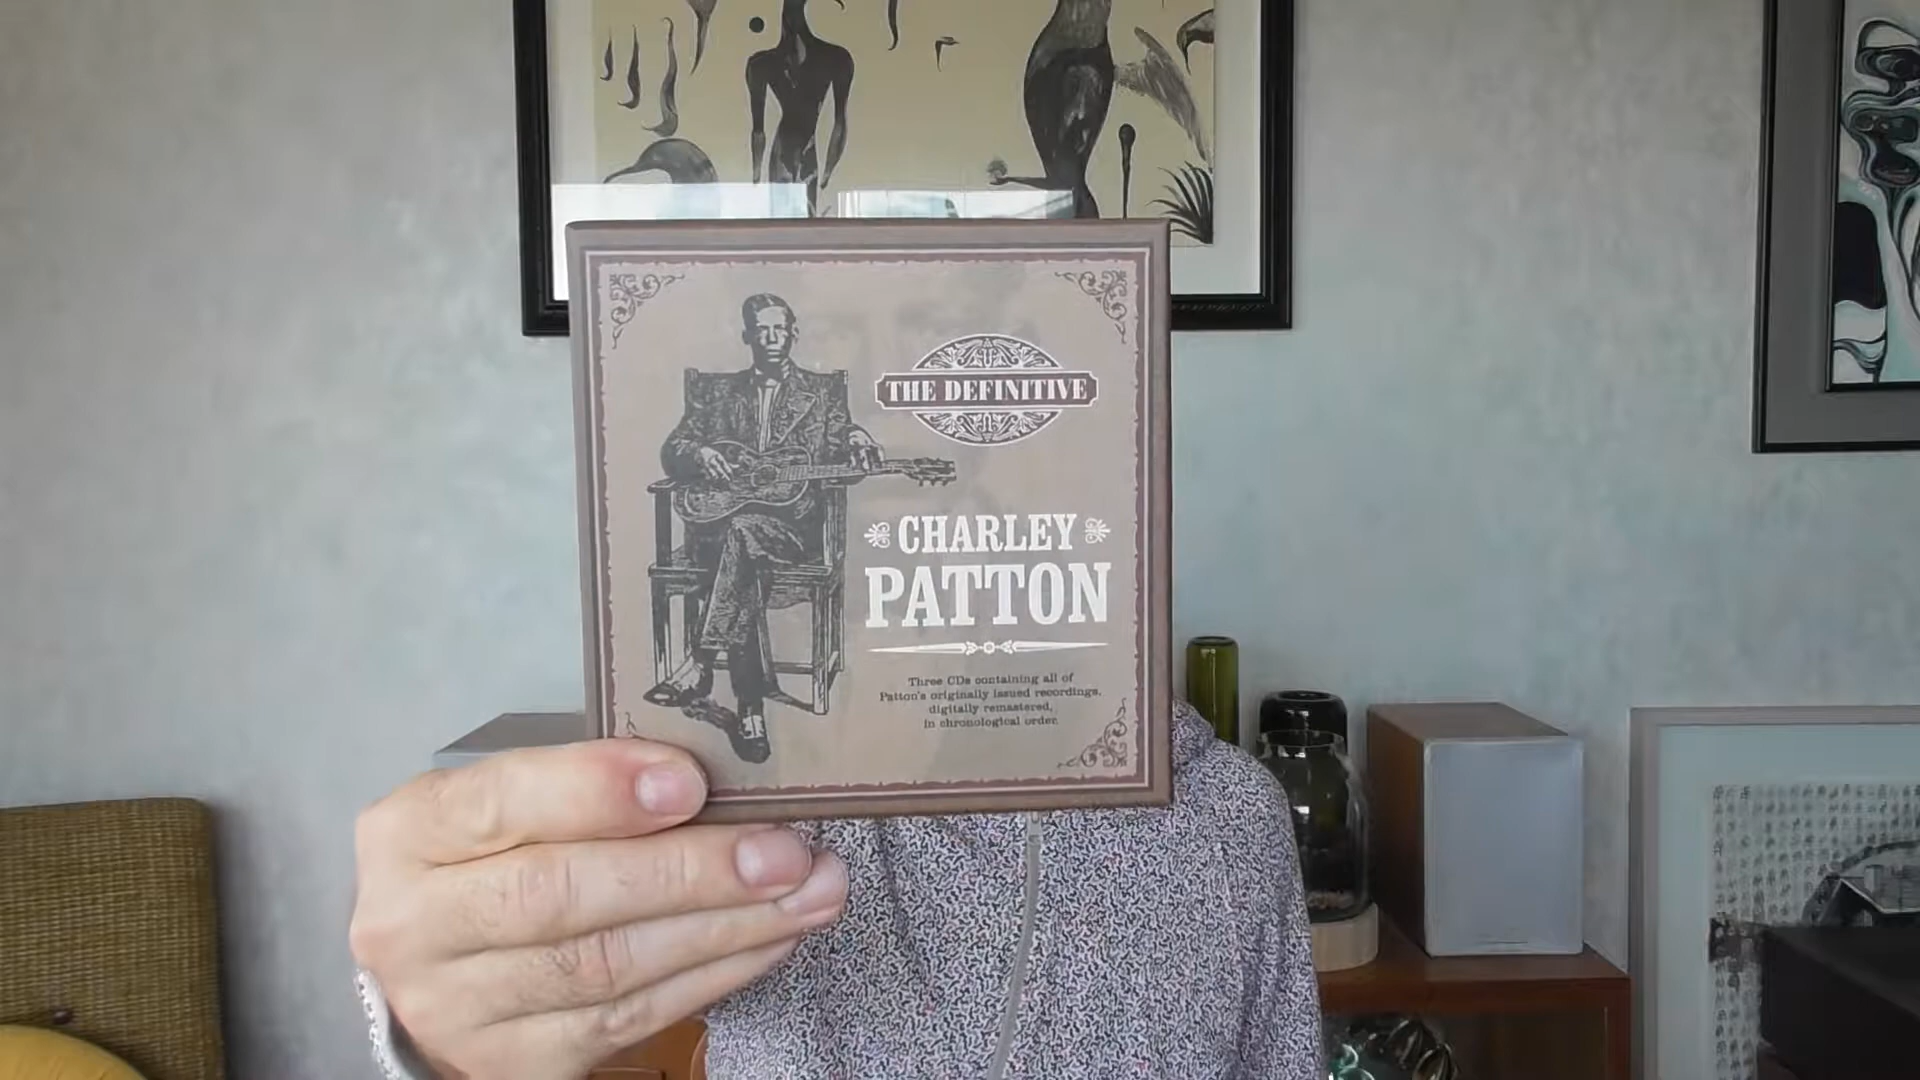 THE DEFINITIVE
CHARLEY
PATTON
Three CDs containing all of
Patton's originally issued recordings,
digitally remastered,
in chronological order.